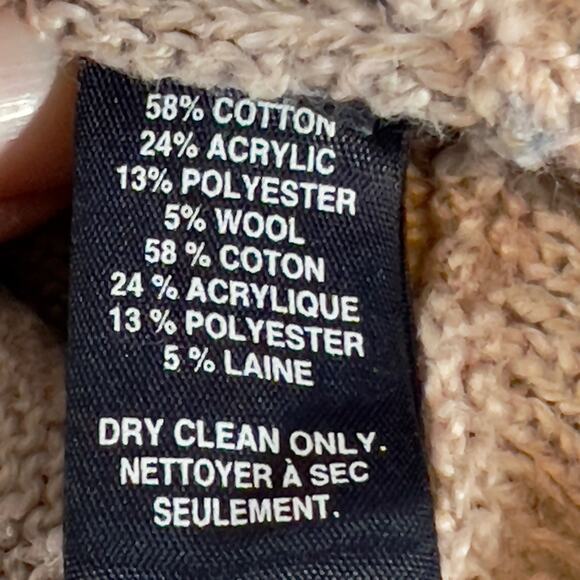 58% COTTON
24% ACRYLIC
13% POLYESTER
5% WOOL
58 % COTON
24 % ACRYLIQUE
13 % POLYESTER
5 % LAINE
DRY CLEAN ONLY.
NETTOYER À SEC
SEULEMENT.